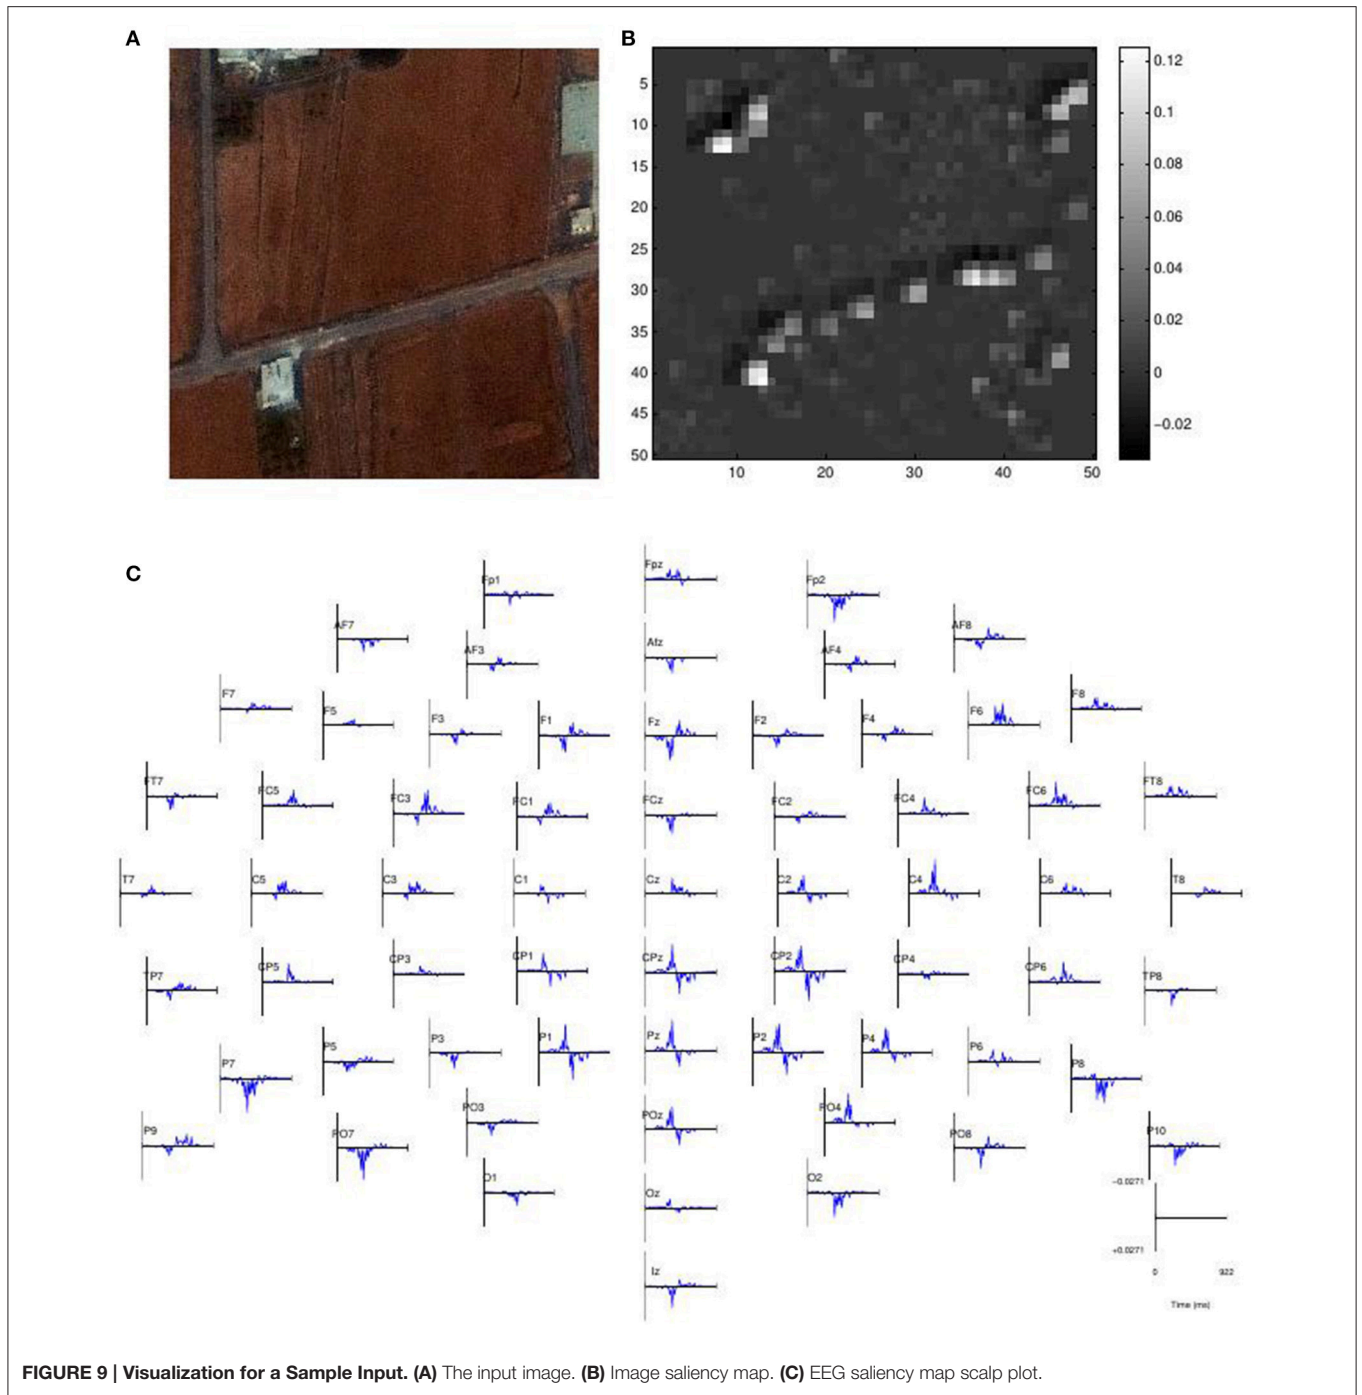 A
B
5
10
15
20
25
30
35
40
45
50
10 20 30 40 50
0.12
0.1
0.08
0.06
0.04
0.02
0
−0.02
C
Fp1 Fpz Fp2
AF7 AF3 Afz AF4 AF8
F7 F5 F3 F1 Fz F2 F4 F6 F8
FT7 FC5 FC3 FC1 FCz FC2 FC4 FC6 FT8
T7 C5 C3 C1 Cz C2 C4 C6 T8
TP7 CP5 CP3 CP1 CPz CP2 CP4 CP6 TP8
P7 P5 P3 P1 Pz P2 P4 P6 P8
P9 PO7 PO3 POz PO4 PO8 P10
O1 Oz O2
Iz
−0.0271
+0.0271
0 922
Time (ms)
FIGURE 9 | Visualization for a Sample Input. (A) The input image. (B) Image saliency map. (C) EEG saliency map scalp plot.